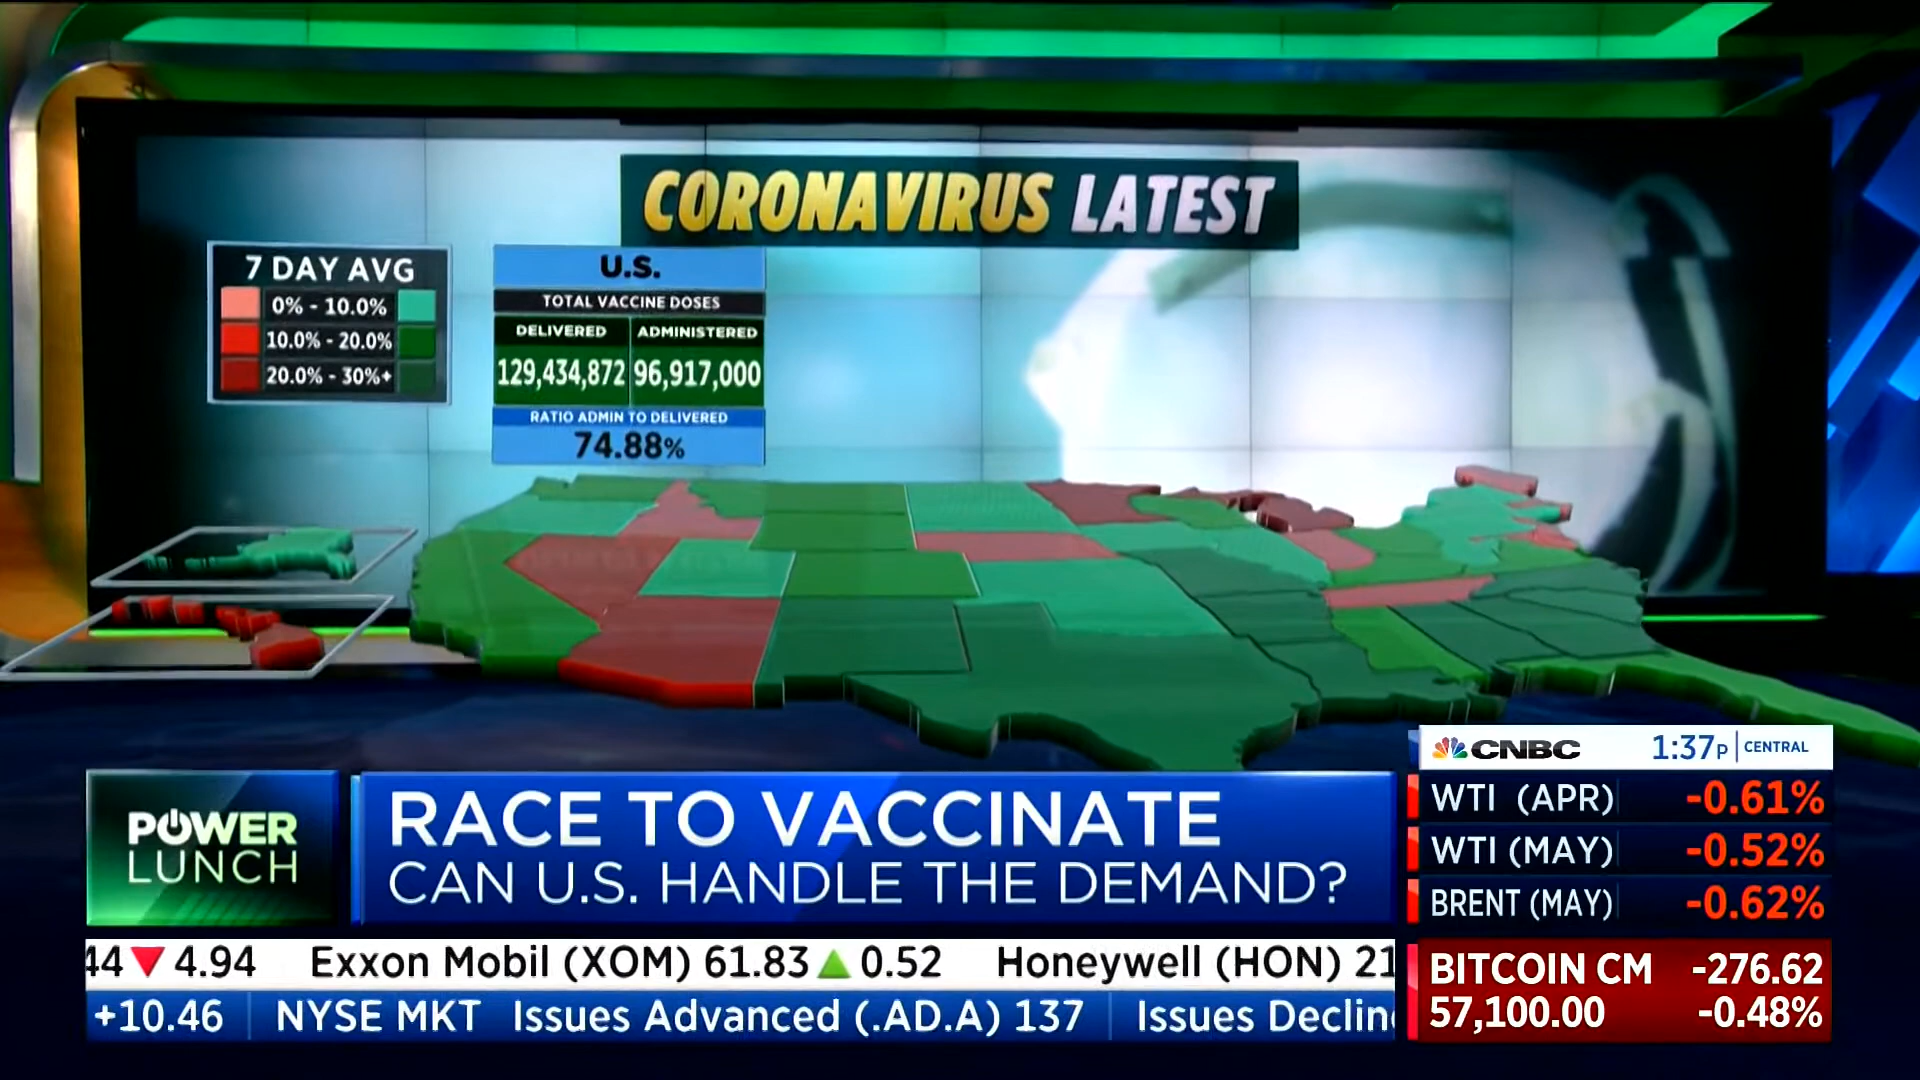 CORONAVIRUS LATEST
7 DAY AVG
0% - 10.0%
10.0% - 20.0%
20.0% - 30%+
U.S.
TOTAL VACCINE DOSES
DELIVERED ADMINISTERED
129,434,872 96,917,000
RATIO ADMIN TO DELIVERED
74.88%
CNBC 1:37P CENTRAL
WTI (APR) -0.61%
WTI (MAY) -0.52%
BRENT (MAY) -0.62%
BITCOIN CM -276.62
57,100.00 -0.48%
POWER
LUNCH
RACE TO VACCINATE
CAN U.S. HANDLE THE DEMAND?
44 ▼ 4.94 Exxon Mobil (XOM) 61.83 ▲ 0.52 Honeywell (HON) 21
+10.46 NYSE MKT Issues Advanced (.AD.A) 137 Issues Declin